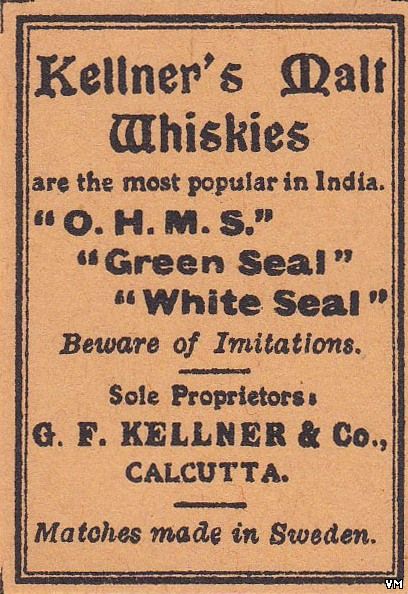 Kellner's Malt
Whiskies
are the most popular in India.
"O. H. M. S."
"Green Seal"
"White Seal"
Beware of Imitations.
Sole Proprietors:
G. F. KELLNER & Co.,
CALCUTTA.
Matches made in Sweden.
VM